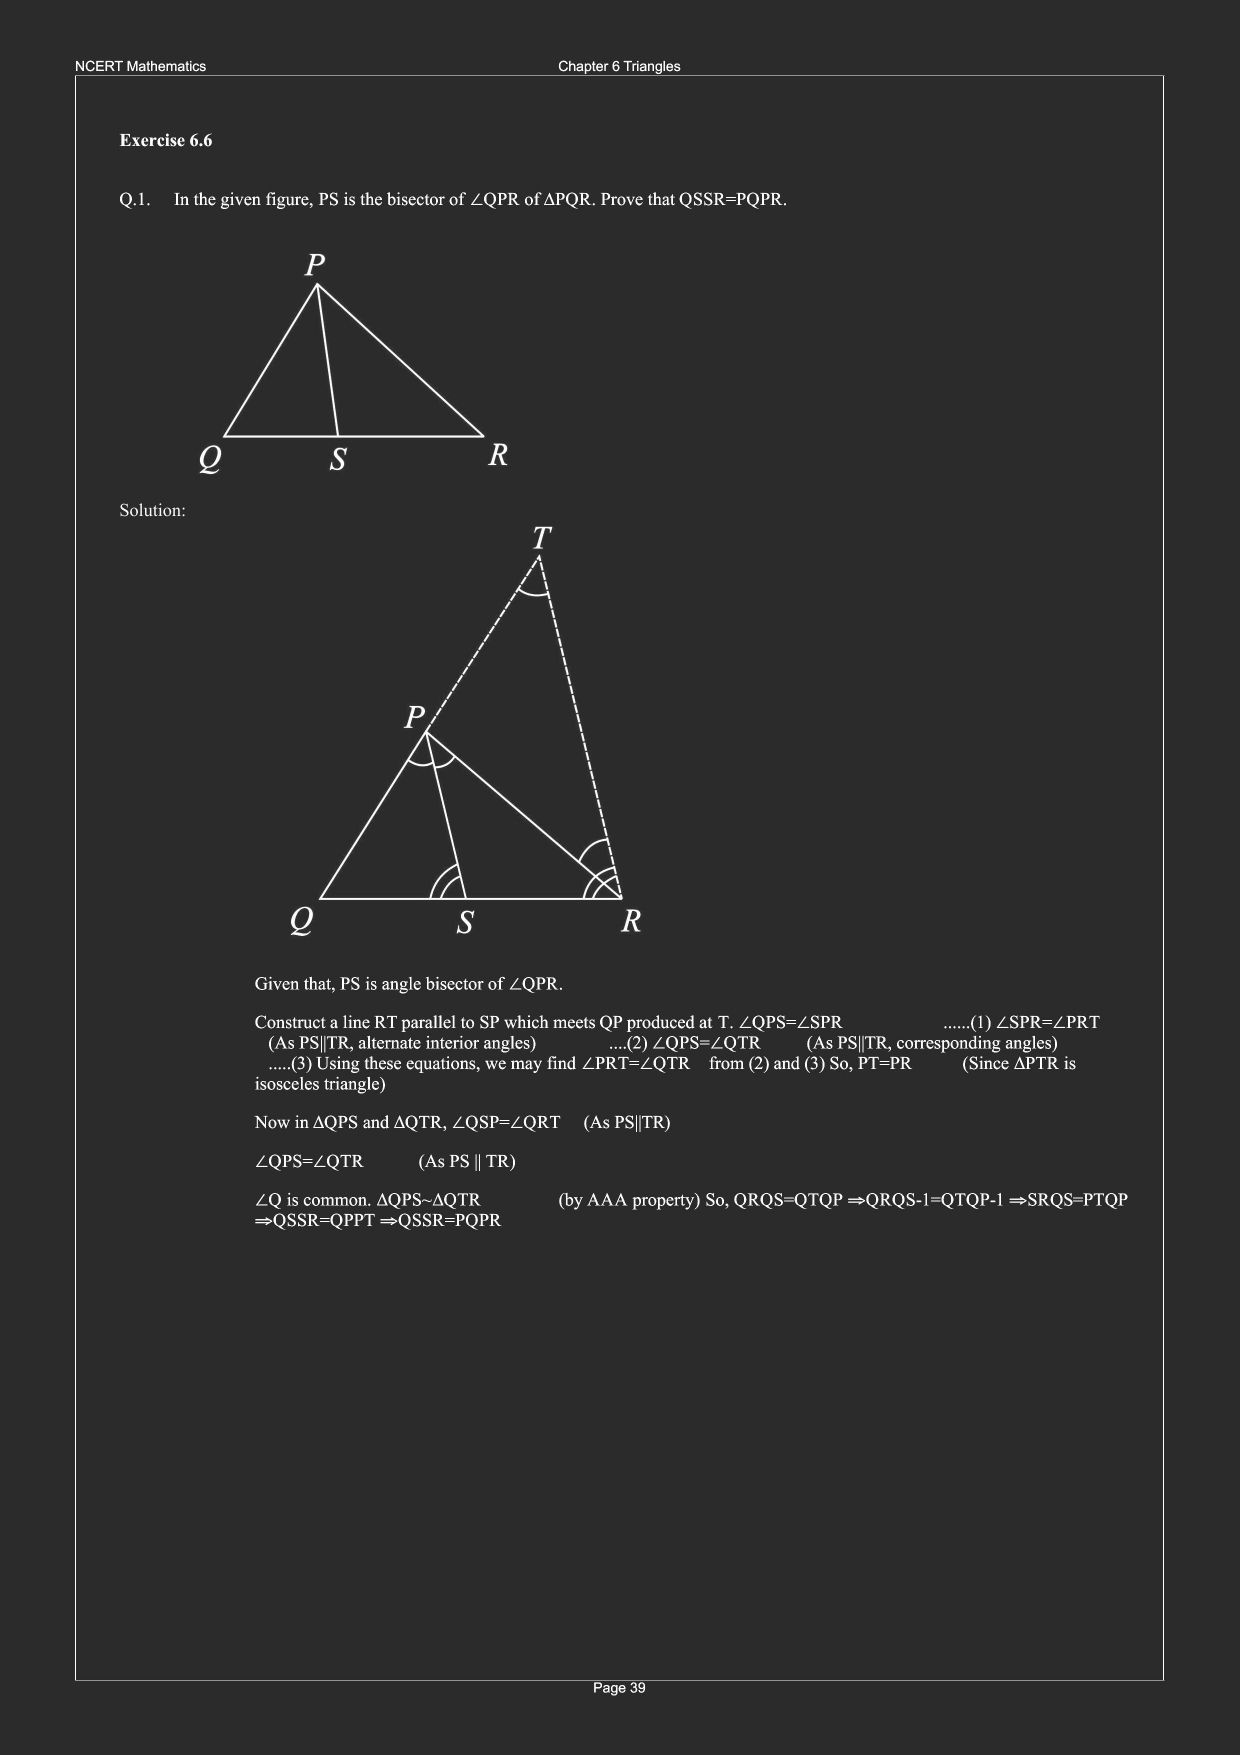 NCERT Mathematics Chapter 6 Triangles
Exercise 6.6
Q.1. In the given figure, PS is the bisector of ∠QPR of ΔPQR. Prove that QSSR=PQPR.
P
Q S R
Solution:
T
P
Q S R
Given that, PS is angle bisector of ∠QPR.
Construct a line RT parallel to SP which meets QP produced at T. ∠QPS=∠SPR ......(1) ∠SPR=∠PRT
(As PS||TR, alternate interior angles) ....(2) ∠QPS=∠QTR (As PS||TR, corresponding angles)
.....(3) Using these equations, we may find ∠PRT=∠QTR from (2) and (3) So, PT=PR (Since ΔPTR is
isosceles triangle)
Now in ΔQPS and ΔQTR, ∠QSP=∠QRT (As PS||TR)
∠QPS=∠QTR (As PS || TR)
∠Q is common. ΔQPS~ΔQTR (by AAA property) So, QRQS=QTQP ⇒QRQS-1=QTQP-1 ⇒SRQS=PTQP
⇒QSSR=QPPT ⇒QSSR=PQPR
Page 39